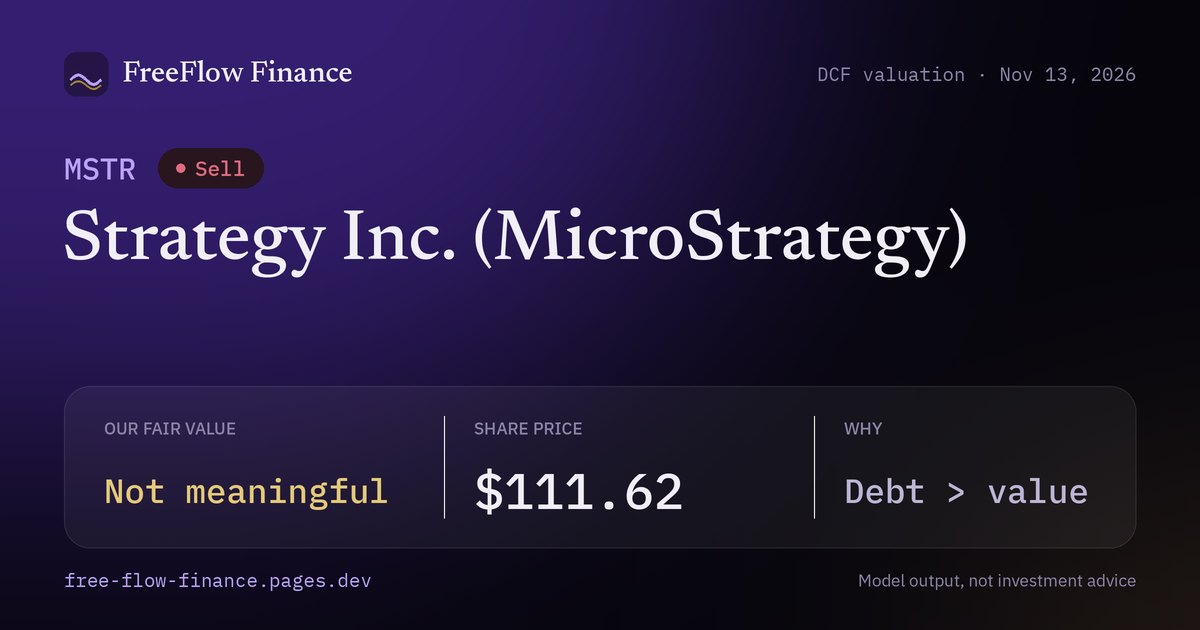 FreeFlow Finance
DCF valuation · Nov 13, 2026
MSTR
Sell
Strategy Inc. (MicroStrategy)
OUR FAIR VALUE
Not meaningful
SHARE PRICE
$111.62
WHY
Debt > value
free-flow-finance.pages.dev
Model output, not investment advice